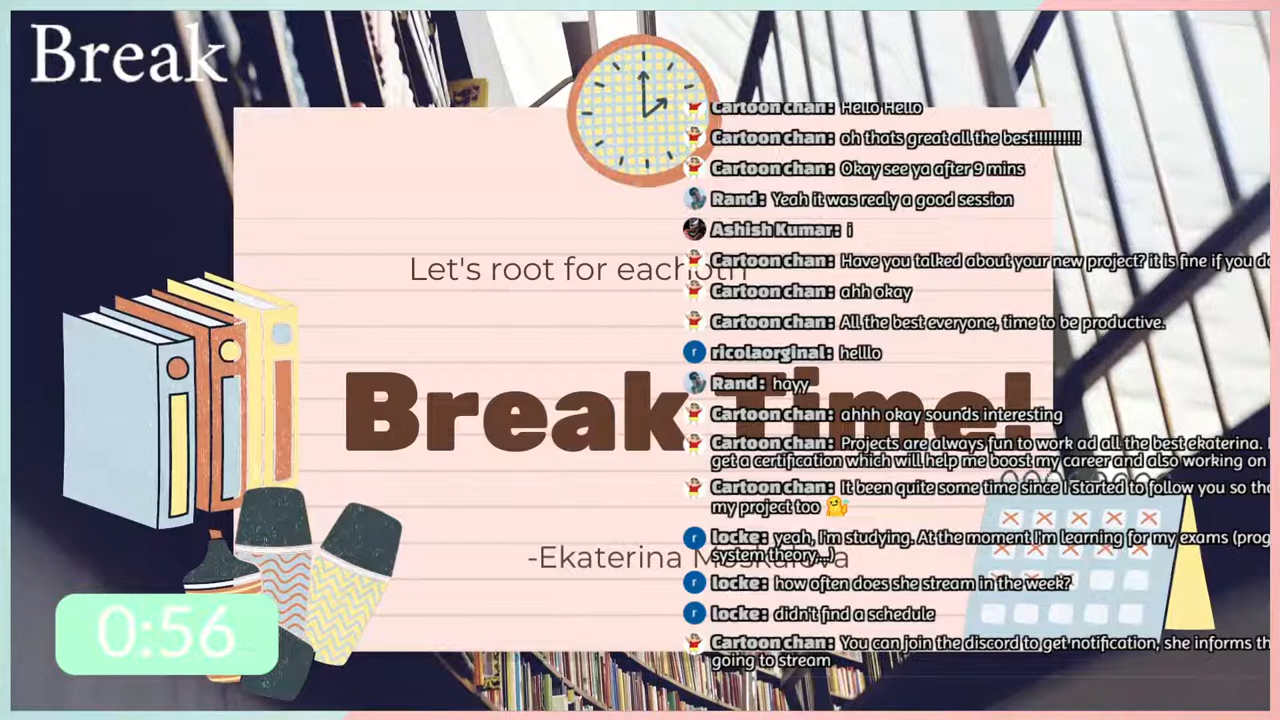 Break
Cartoon chan: Hello Hello
Cartoon chan: oh thats great all the best!!!!!!!!!!
Cartoon chan: Okay see ya after 9 mins
Rand: Yeah it was realy a good session
Ashish Kumar: i
Cartoon chan: Have you talked about your new project? it is fine if you
Let's root for eachoth
Cartoon chan: ahh okay
Cartoon chan: All the best everyone, time to be productive.
ricolaorginal: helllo
Rand: hayy
Break Time!
Cartoon chan: ahhh okay sounds interesting
Cartoon chan: Projects are always fun to work ad all the best ekaterina.
get a certification which will help me boost my career and also working on
Cartoon chan: It been quite some time since I started to follow you so
my project too
locke: yeah, I'm studying. At the moment I'm learning for my exams (prog
system theory...)
-Ekaterina Moskalova
locke: how often does she stream in the week?
locke: didn't find a schedule
Cartoon chan: You can join the discord to get notification, she informs
going to stream
0:56